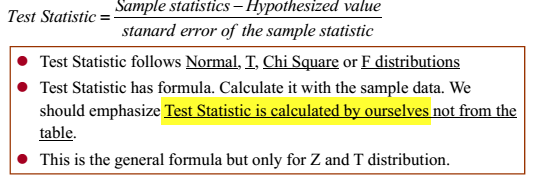 Test Statistic = Sample statistics – Hypothesized value
stanard error of the sample statistic
● Test Statistic follows Normal, T, Chi Square or F distributions
● Test Statistic has formula. Calculate it with the sample data. We
should emphasize Test Statistic is calculated by ourselves not from the
table.
● This is the general formula but only for Z and T distribution.